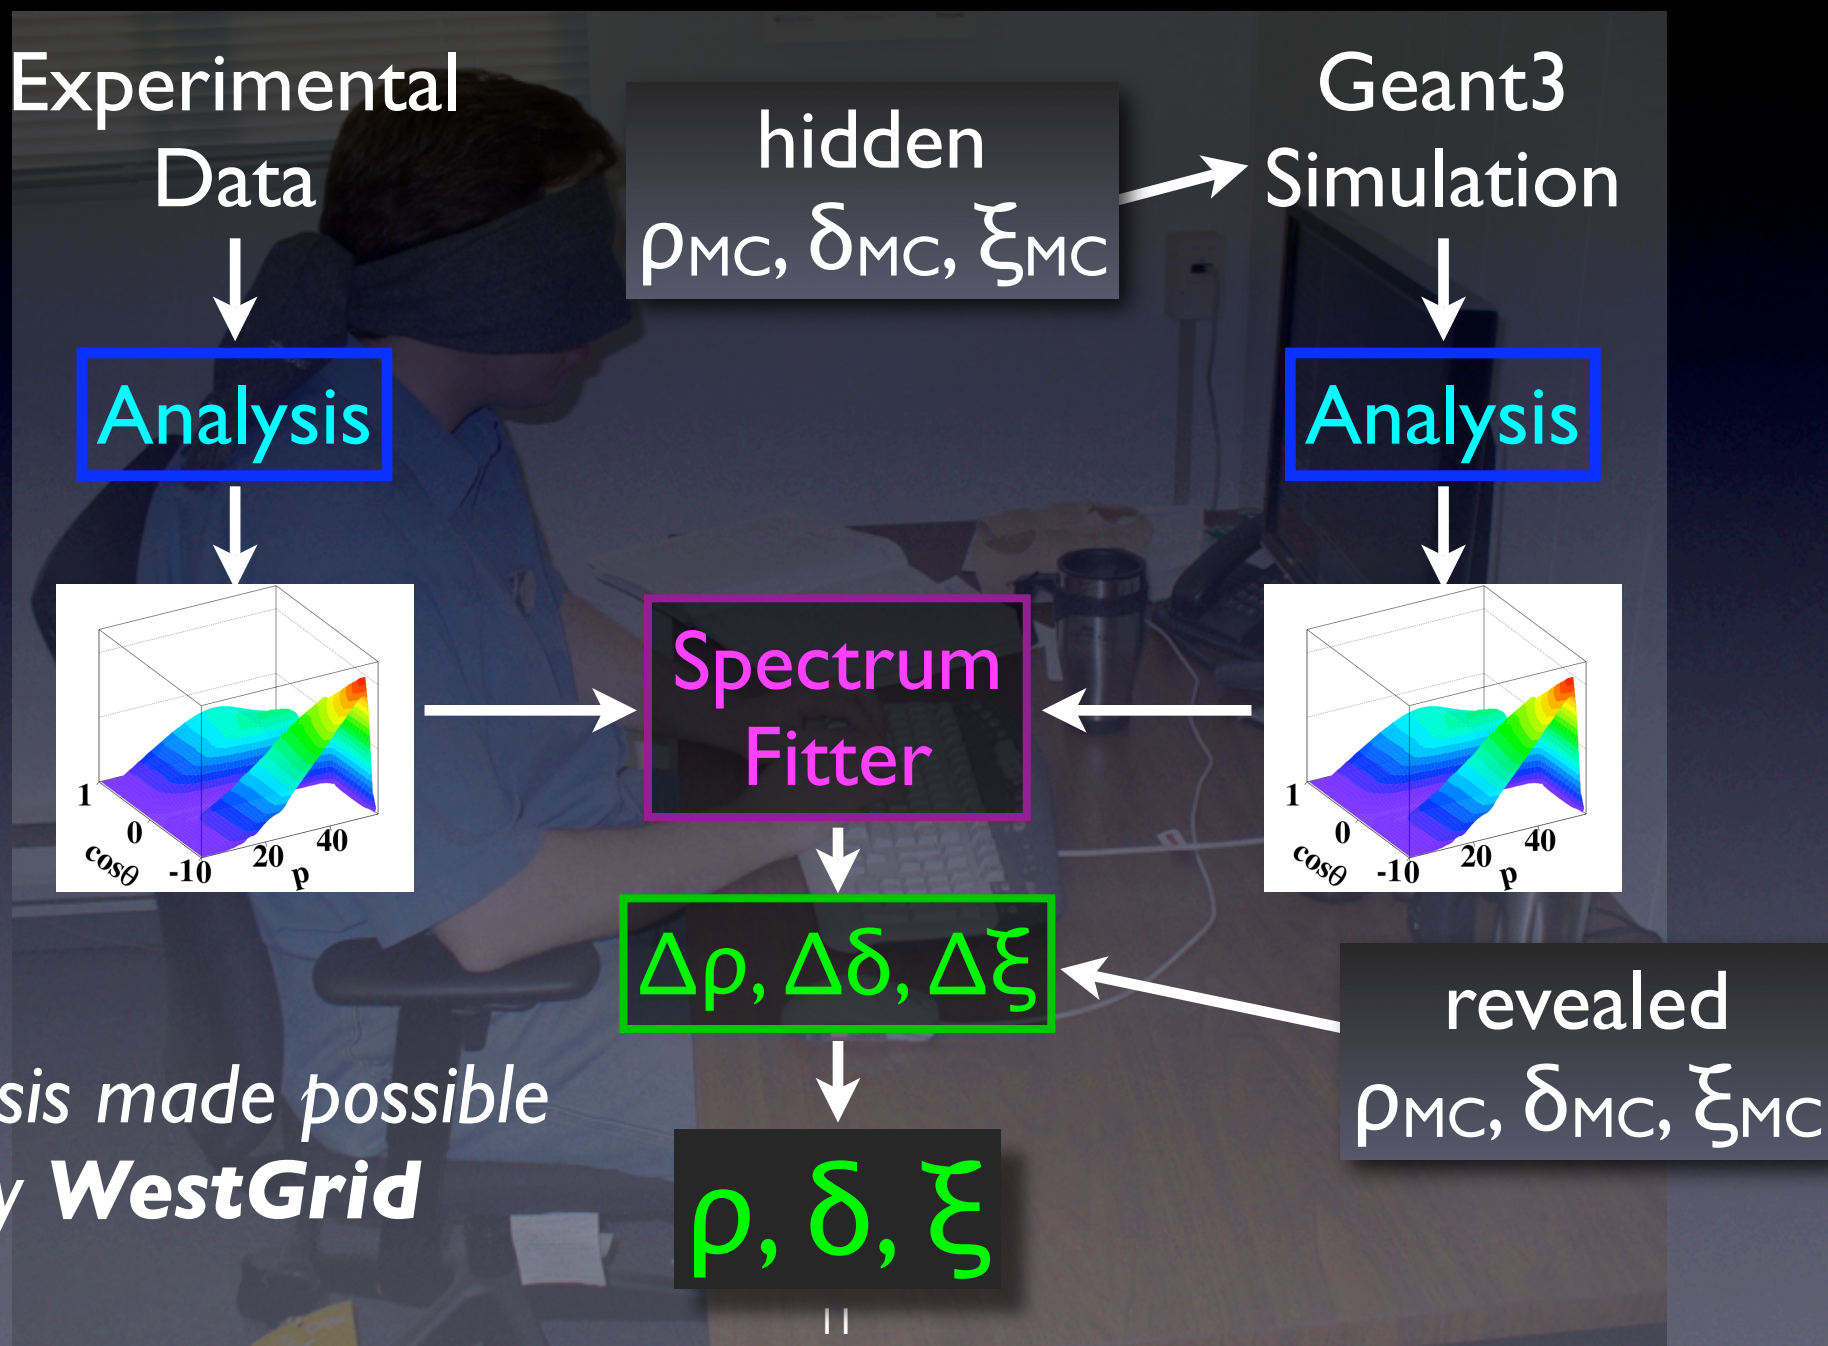 Experimental
Data
hidden
ρMC, δMC, ξMC
Geant3
Simulation
Analysis
Analysis
1
0
-10
20
40
cosθ
p
Spectrum
Fitter
1
0
-10
20
40
cosθ
p
Δρ, Δδ, Δξ
revealed
ρMC, δMC, ξMC
sis made possible
y WestGrid
ρ, δ, ξ
11